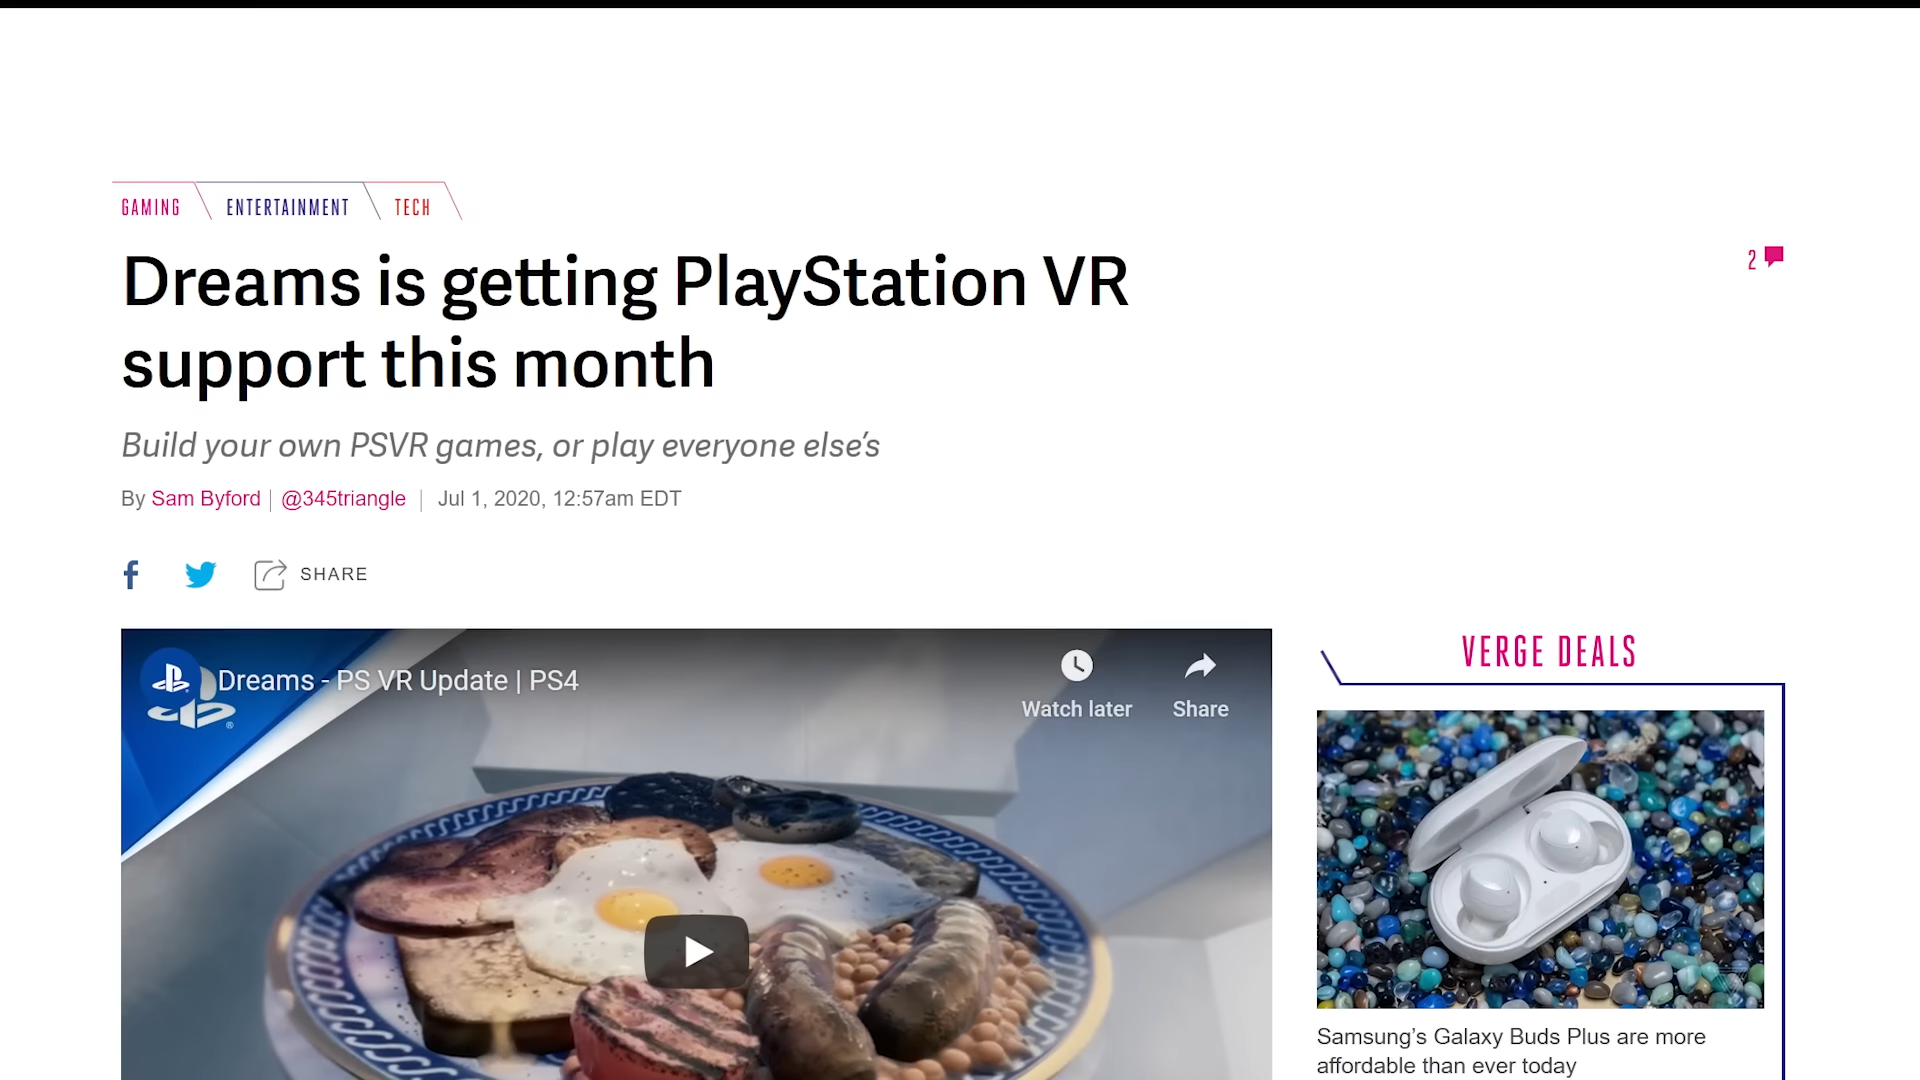 GAMING
ENTERTAINMENT
TECH
Dreams is getting PlayStation VR
support this month
2
Build your own PSVR games, or play everyone else's
By Sam Byford | @345triangle | Jul 1, 2020, 12:57am EDT
SHARE
VERGE DEALS
Dreams - PS VR Update | PS4
Watch later
Share
Samsung's Galaxy Buds Plus are more
affordable than ever today